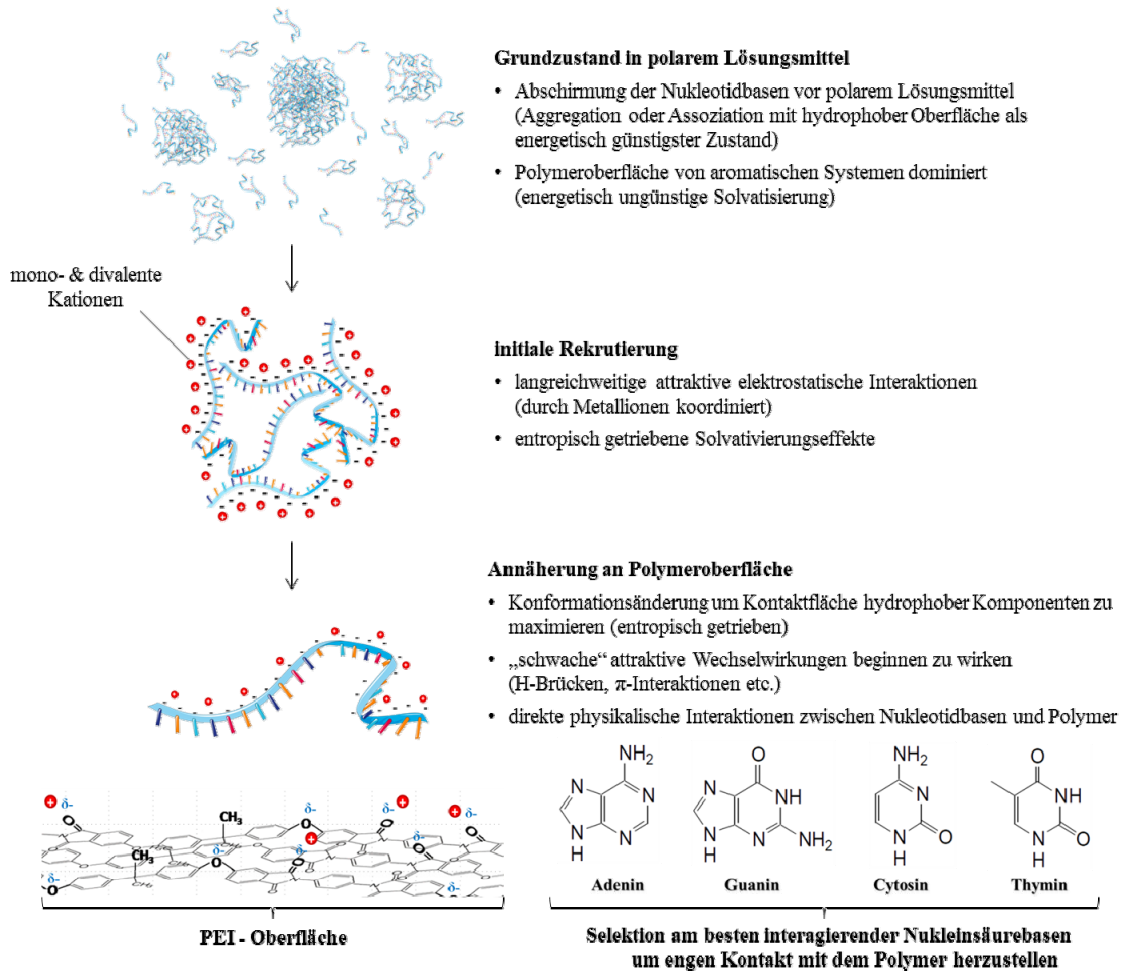 Grundzustand in polarem Lösungsmittel
• Abschirmung der Nukleotidbasen vor polarem Lösungsmittel
(Aggregation oder Assoziation mit hydrophober Oberfläche als
energetisch günstigster Zustand)
• Polymeroberfläche von aromatischen Systemen dominiert
(energetisch ungünstige Solvatisierung)
mono- & divalente
Kationen
initiale Rekrutierung
• langreichweitige attraktive elektrostatische Interaktionen
(durch Metallionen koordiniert)
• entropisch getriebene Solvativierungseffekte
Annäherung an Polymeroberfläche
• Konformationsänderung um Kontaktfläche hydrophober Komponenten zu
maximieren (entropisch getrieben)
• „schwache“ attraktive Wechselwirkungen beginnen zu wirken
(H-Brücken, π-Interaktionen etc.)
• direkte physikalische Interaktionen zwischen Nukleotidbasen und Polymer
δ- CH₃ O δ- O δ- O
CH₃ δ- O δ- O
O δ- δ-
NH₂ N N N N H
O N NH N N NH₂ H
NH₂ N N O H
O NH N O H
Adenin Guanin Cytosin Thymin
PEI - Oberfläche
Selektion am besten interagierender Nukleinsäurebasen
um engen Kontakt mit dem Polymer herzustellen